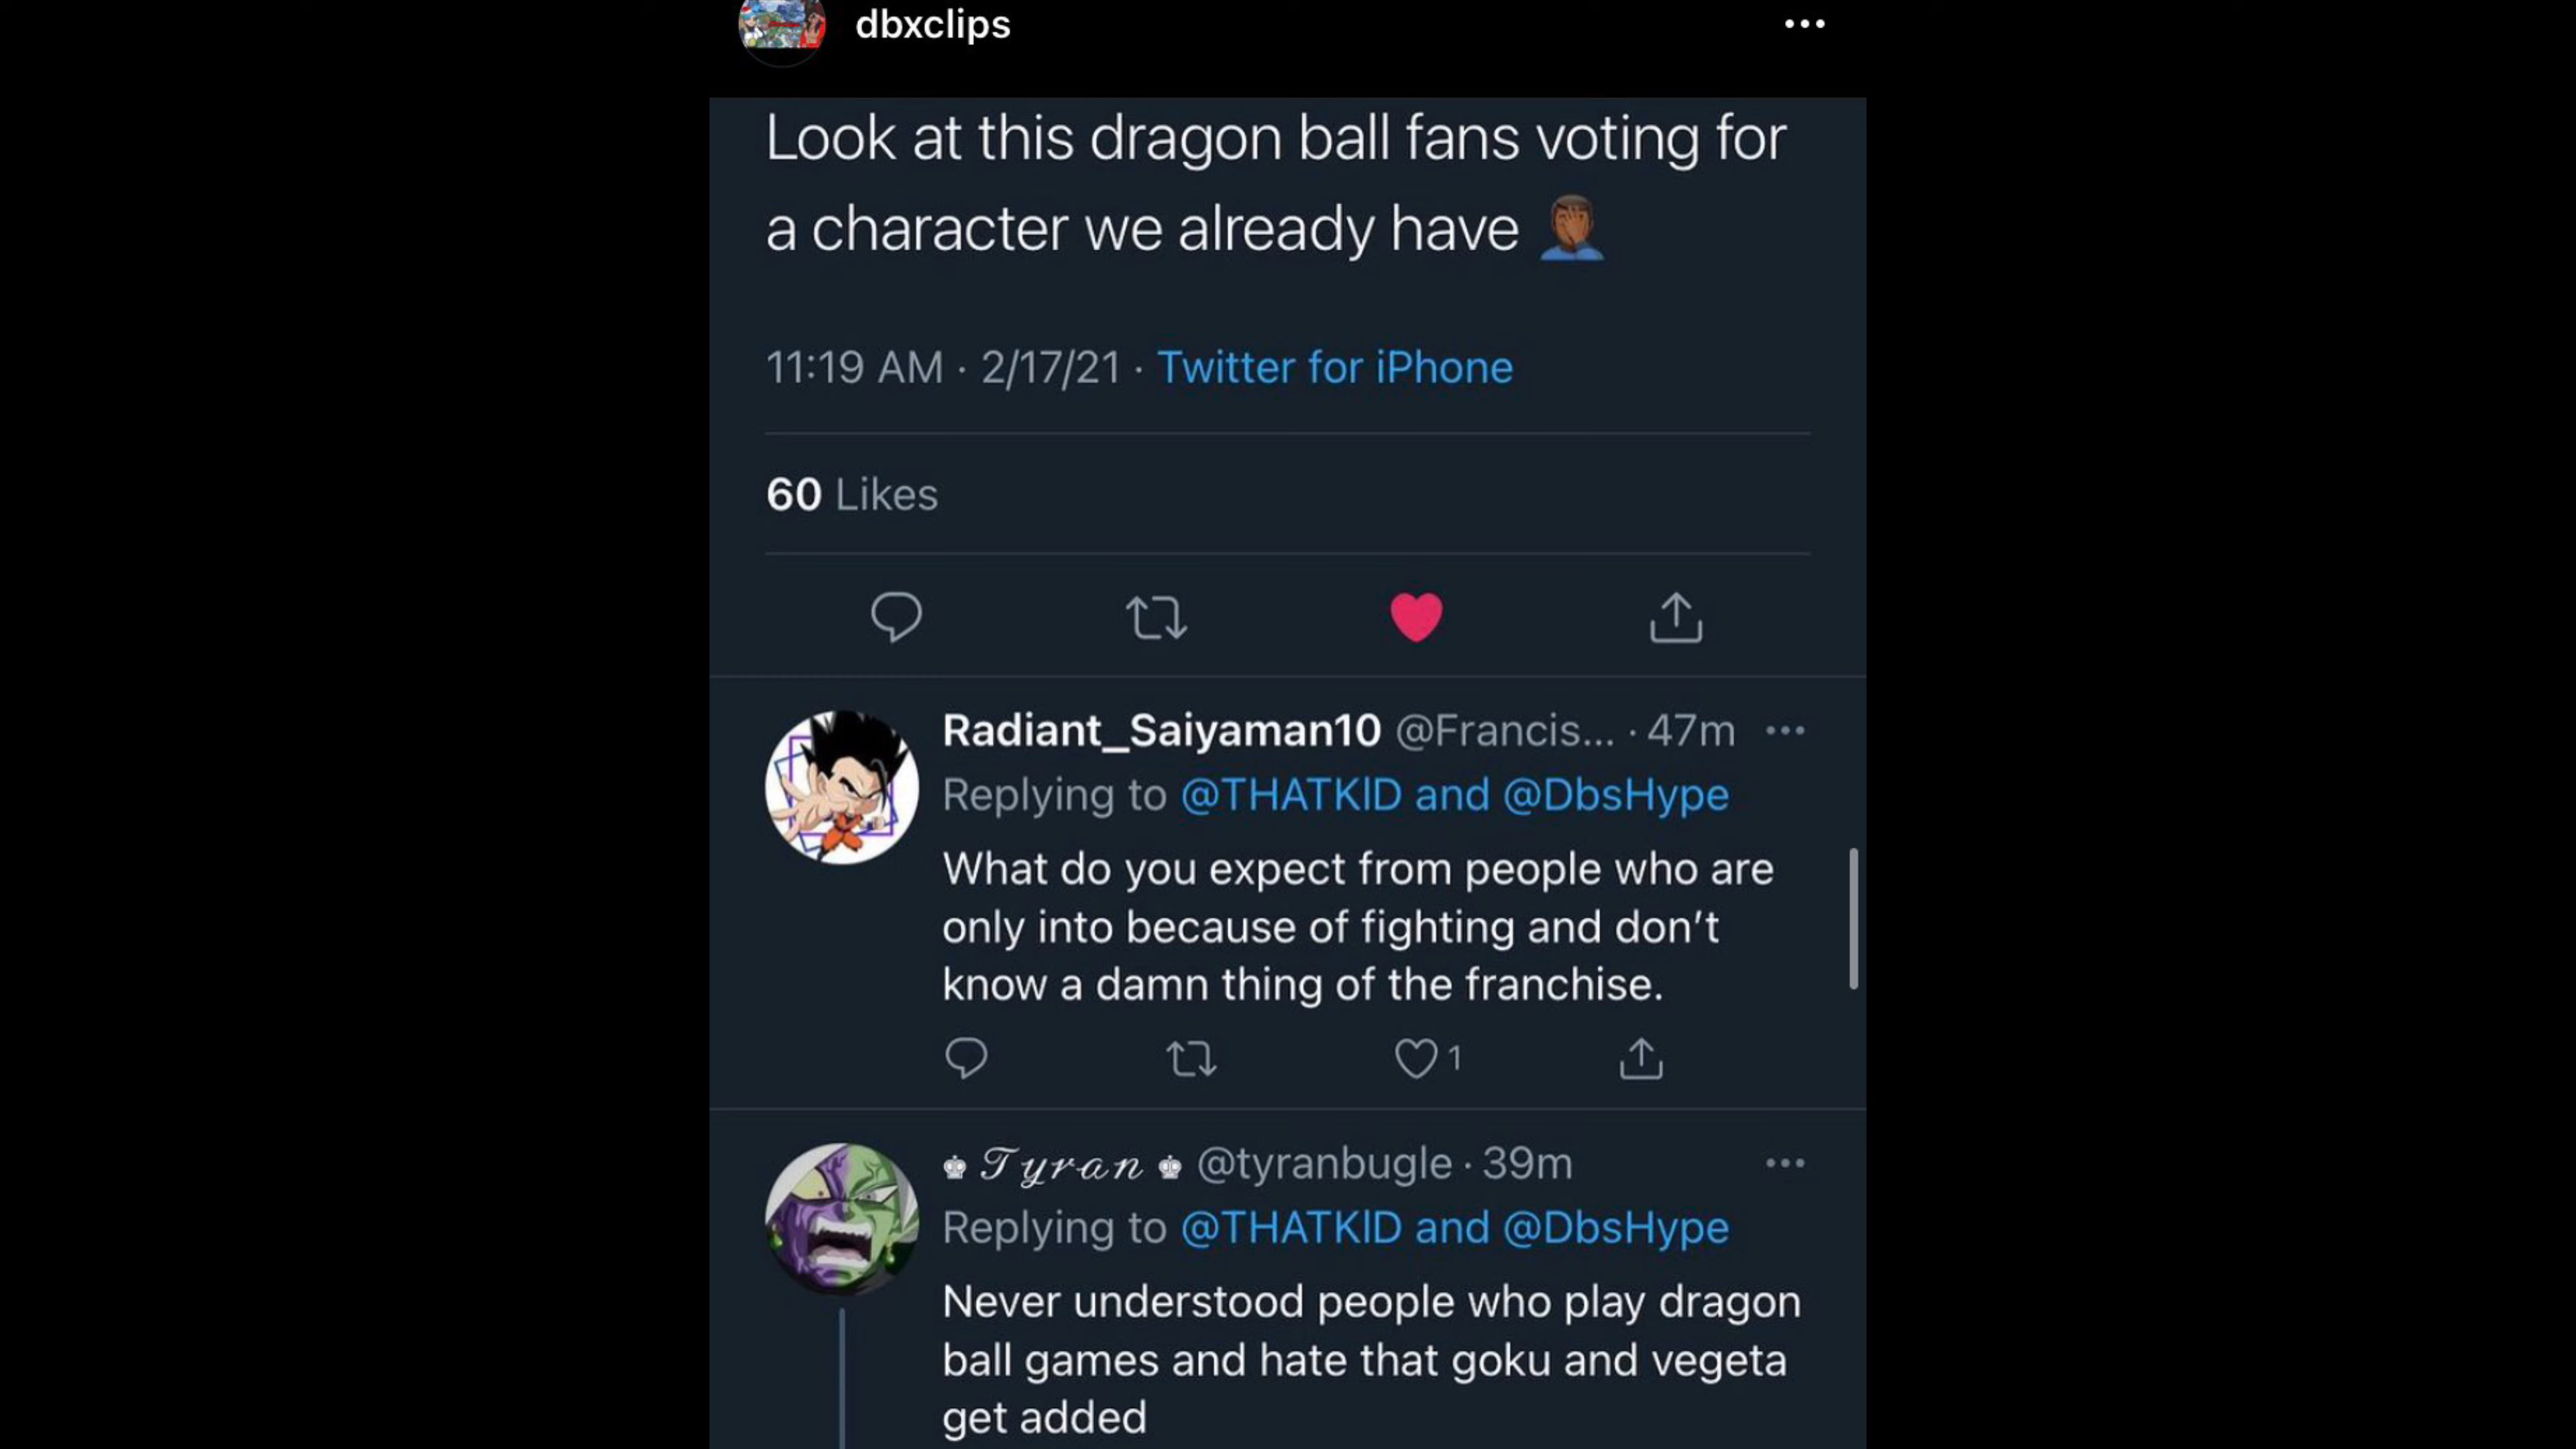 dbxclips
Look at this dragon ball fans voting for
a character we already have 🤦🏾‍♂️
11:19 AM · 2/17/21 · Twitter for iPhone
60 Likes
Radiant_Saiyaman10 @Francis... · 47m
Replying to @THATKlD and @DbsHype
What do you expect from people who are
only into because of fighting and don’t
know a damn thing of the franchise.
1
♚ 𝒯𝓎𝓇𝒶𝓃 ♚ @tyranbugle · 39m
Replying to @THATKlD and @DbsHype
Never understood people who play dragon
ball games and hate that goku and vegeta
get added